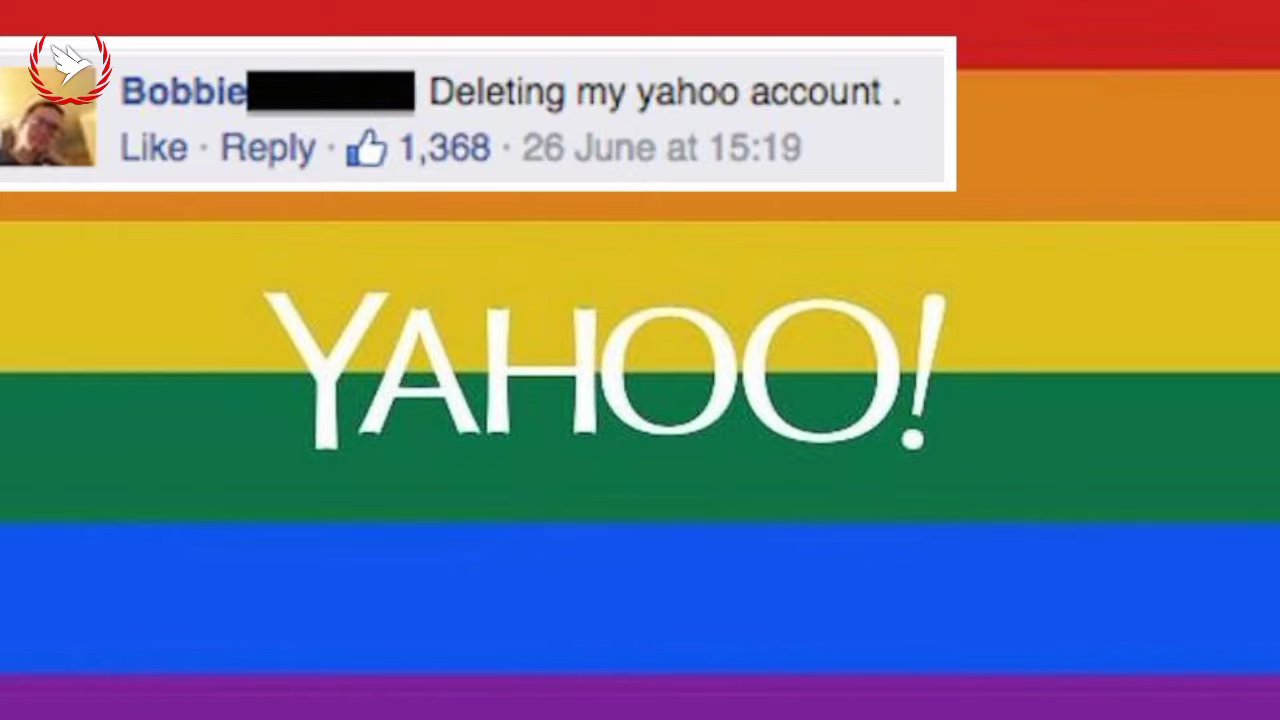 Bobbie Deleting my yahoo account .
Like · Reply · 1,368 · 26 June at 15:19
YAHOO!